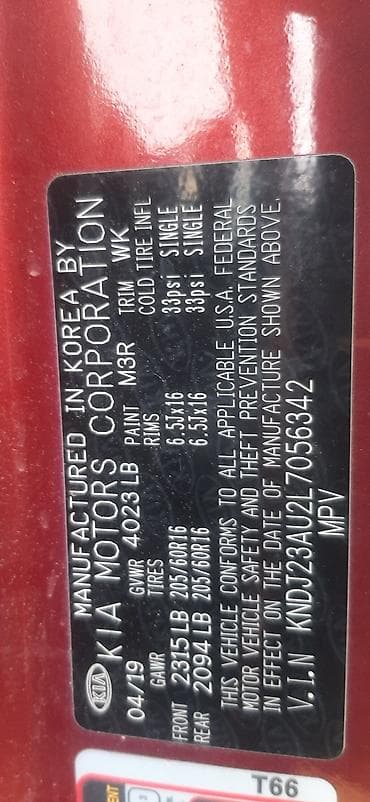 MANUFACTURED IN KOREA BY
KIA KIA MOTORS CORPORATION
04/19 GVWR 4023 LB PAINT M3R TRIM WK
GAWR TIRES RIMS COLD TIRE INFL
FRONT 2315 LB 205/60R16 6.5Jx16 33psi SINGLE
REAR 2094 LB 205/60R16 6.5Jx16 33psi SINGLE
THIS VEHICLE CONFORMS TO ALL APPLICABLE U.S.A. FEDERAL
MOTOR VEHICLE SAFETY AND THEFT PREVENTION STANDARDS
IN EFFECT ON THE DATE OF MANUFACTURE SHOWN ABOVE.
V.I.N KNDJ23AU2L7056342
MPV
T66